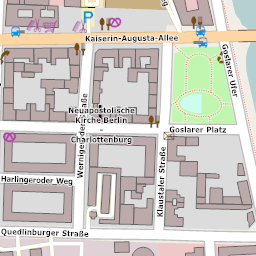 P
Kaiserin-Augusta-Allee
Goslarer Ufer
Neuapostolische
Kirche Berlin
Charlottenburg
Wernigeroder Straße
Goslarer Platz
Klaustaler Straße
Harlingeroder Weg
Quedlinburger Straße